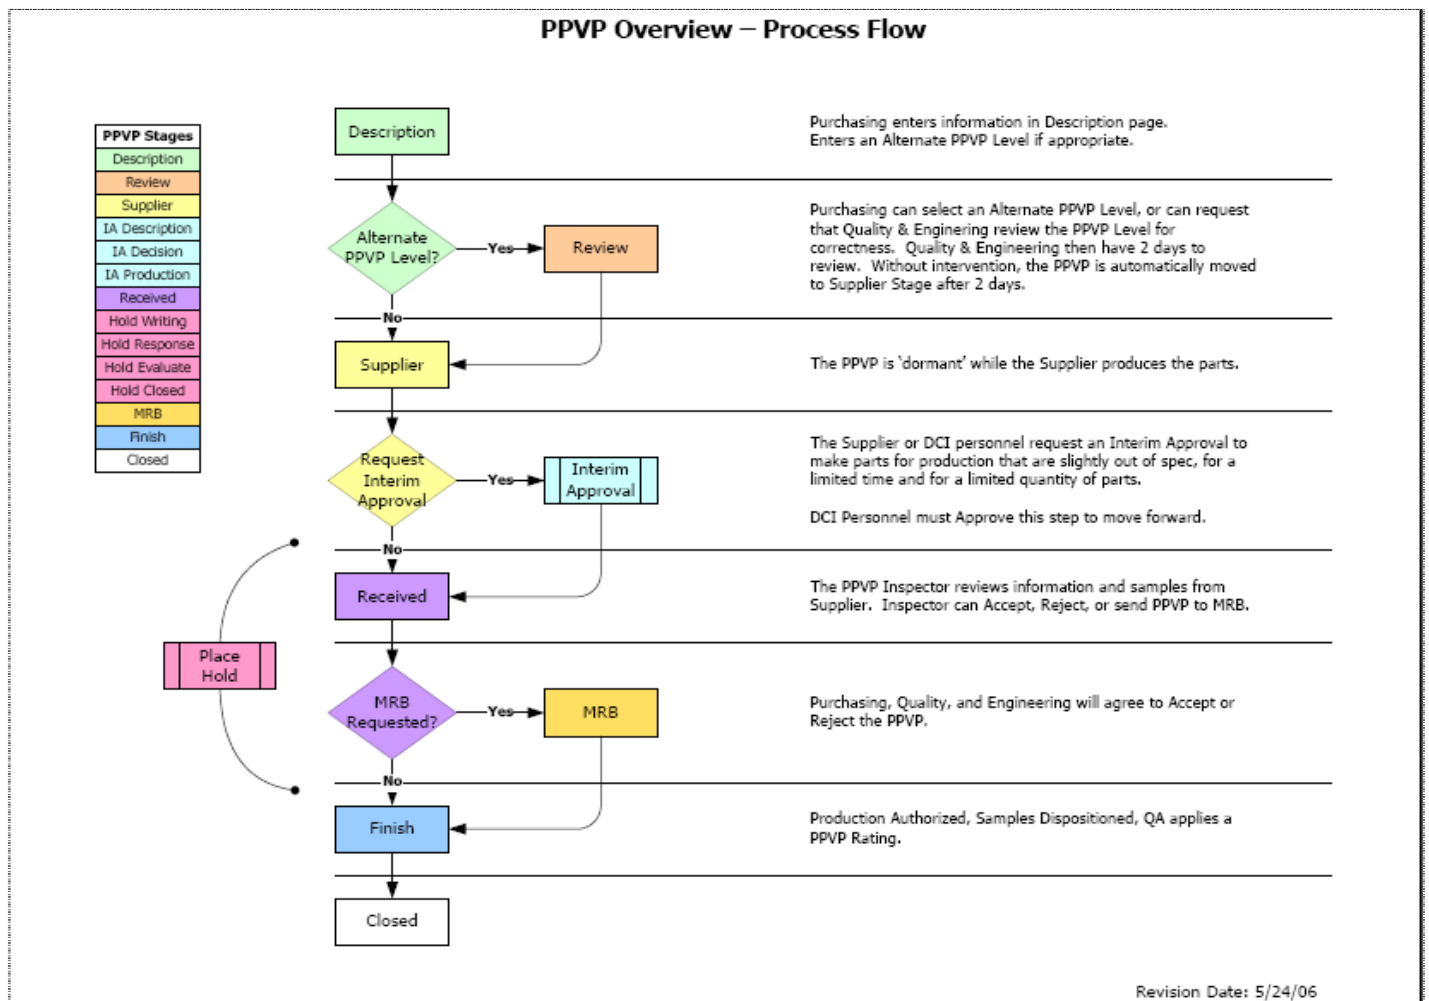 PPVP Overview – Process Flow
PPVP Stages
Description
Review
Supplier
IA Description
IA Decision
IA Production
Received
Hold Writing
Hold Response
Hold Evaluate
Hold Closed
MRB
Finish
Closed
Description
Purchasing enters information in Description page.
Enters an Alternate PPVP Level if appropriate.
Alternate
PPVP Level?
Yes
Review
No
Purchasing can select an Alternate PPVP Level, or can request
that Quality & Enginering review the PPVP Level for
correctness.  Quality & Engineering then have 2 days to
review.  Without intervention, the PPVP is automatically moved
to Supplier Stage after 2 days.
Supplier
The PPVP is ‘dormant’ while the Supplier produces the parts.
Request
Interim
Approval
Yes
Interim
Approval
No
The Supplier or DCI personnel request an Interim Approval to
make parts for production that are slightly out of spec, for a
limited time and for a limited quantity of parts.
DCI Personnel must Approve this step to move forward.
Received
The PPVP Inspector reviews information and samples from
Supplier.  Inspector can Accept, Reject, or send PPVP to MRB.
Place
Hold
MRB
Requested?
Yes
MRB
No
Purchasing, Quality, and Engineering will agree to Accept or
Reject the PPVP.
Finish
Production Authorized, Samples Dispositioned, QA applies a
PPVP Rating.
Closed
Revision Date: 5/24/06